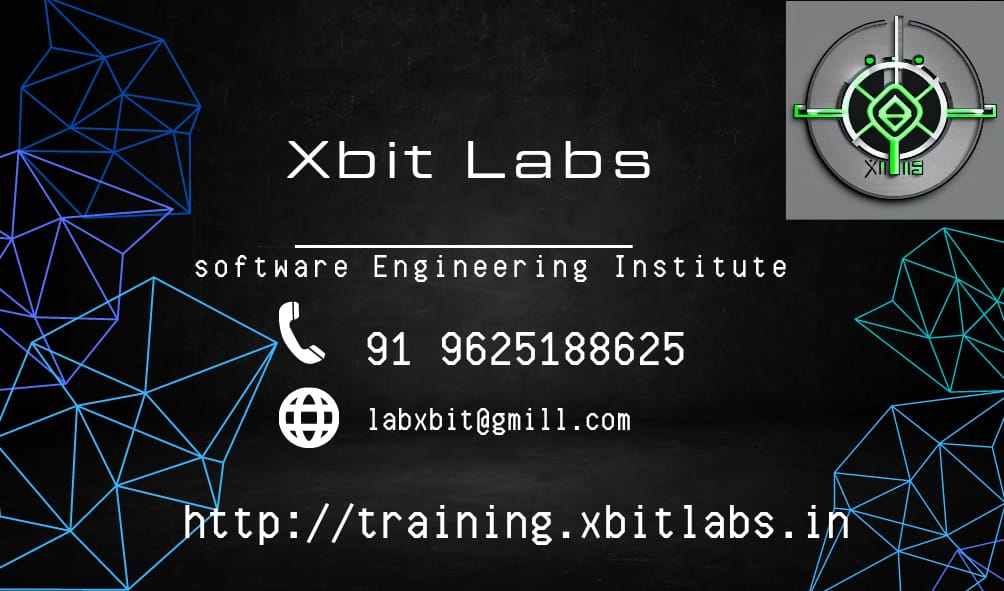 Xbit Labs
software Engineering Institute
91 9625188625
labxbit@gmill.com
http://training.xbitlabs.in